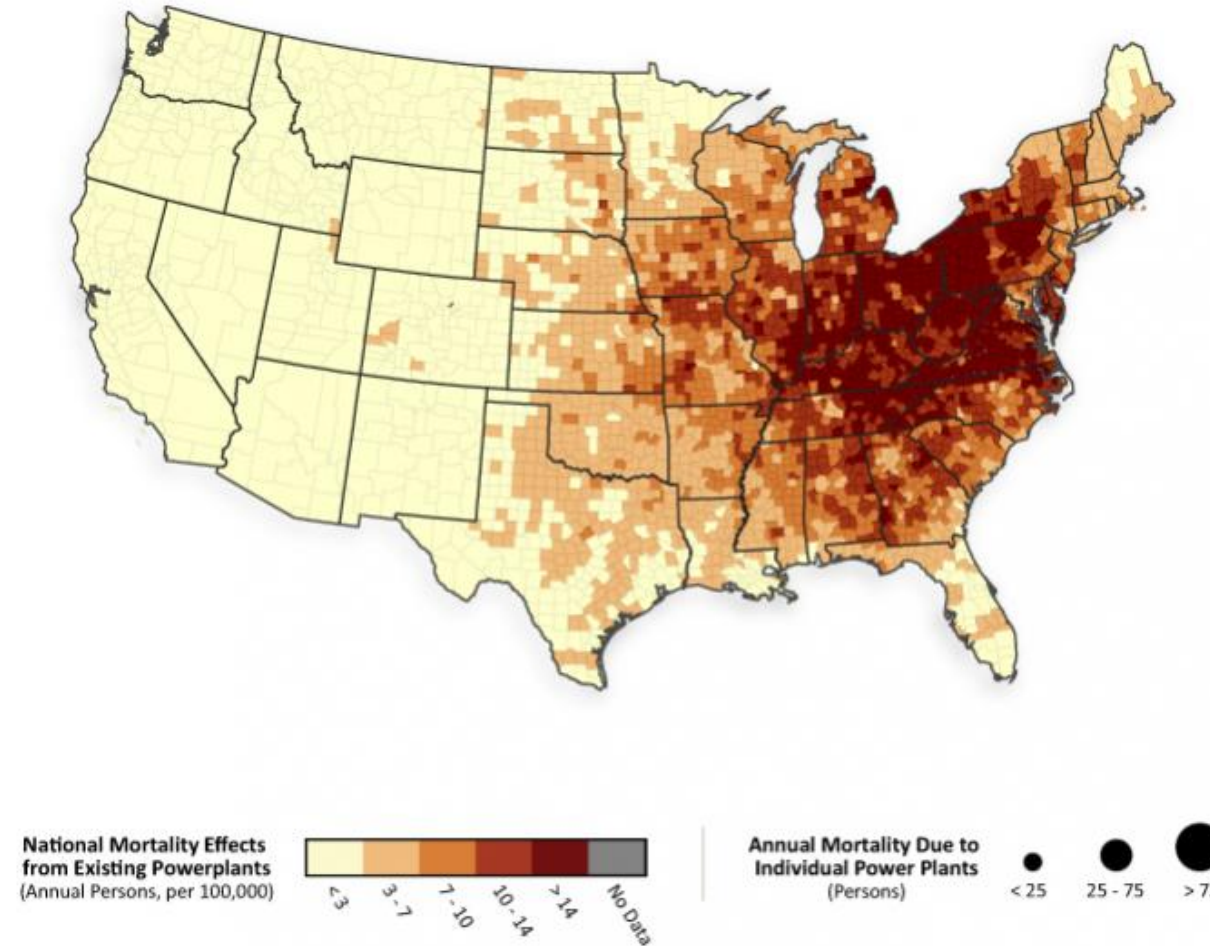 National Mortality Effects
from Existing Powerplants
(Annual Persons, per 100,000)
< 3
3 - 7
7 - 10
10 - 14
> 14
No Data
Annual Mortality Due to
Individual Power Plants
(Persons)
< 25
25 - 75
> 7